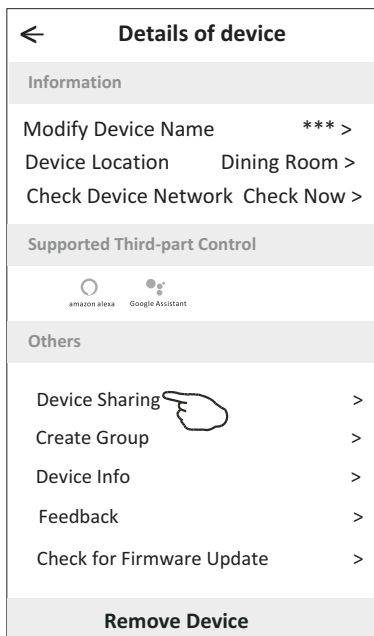 ← Details of device
Information
Modify Device Name *** >
Device Location Dining Room >
Check Device Network Check Now >
Supported Third-part Control
amazon alexa Google Assistant
Others
Device Sharing >
Create Group >
Device Info >
Feedback >
Check for Firmware Update >
Remove Device